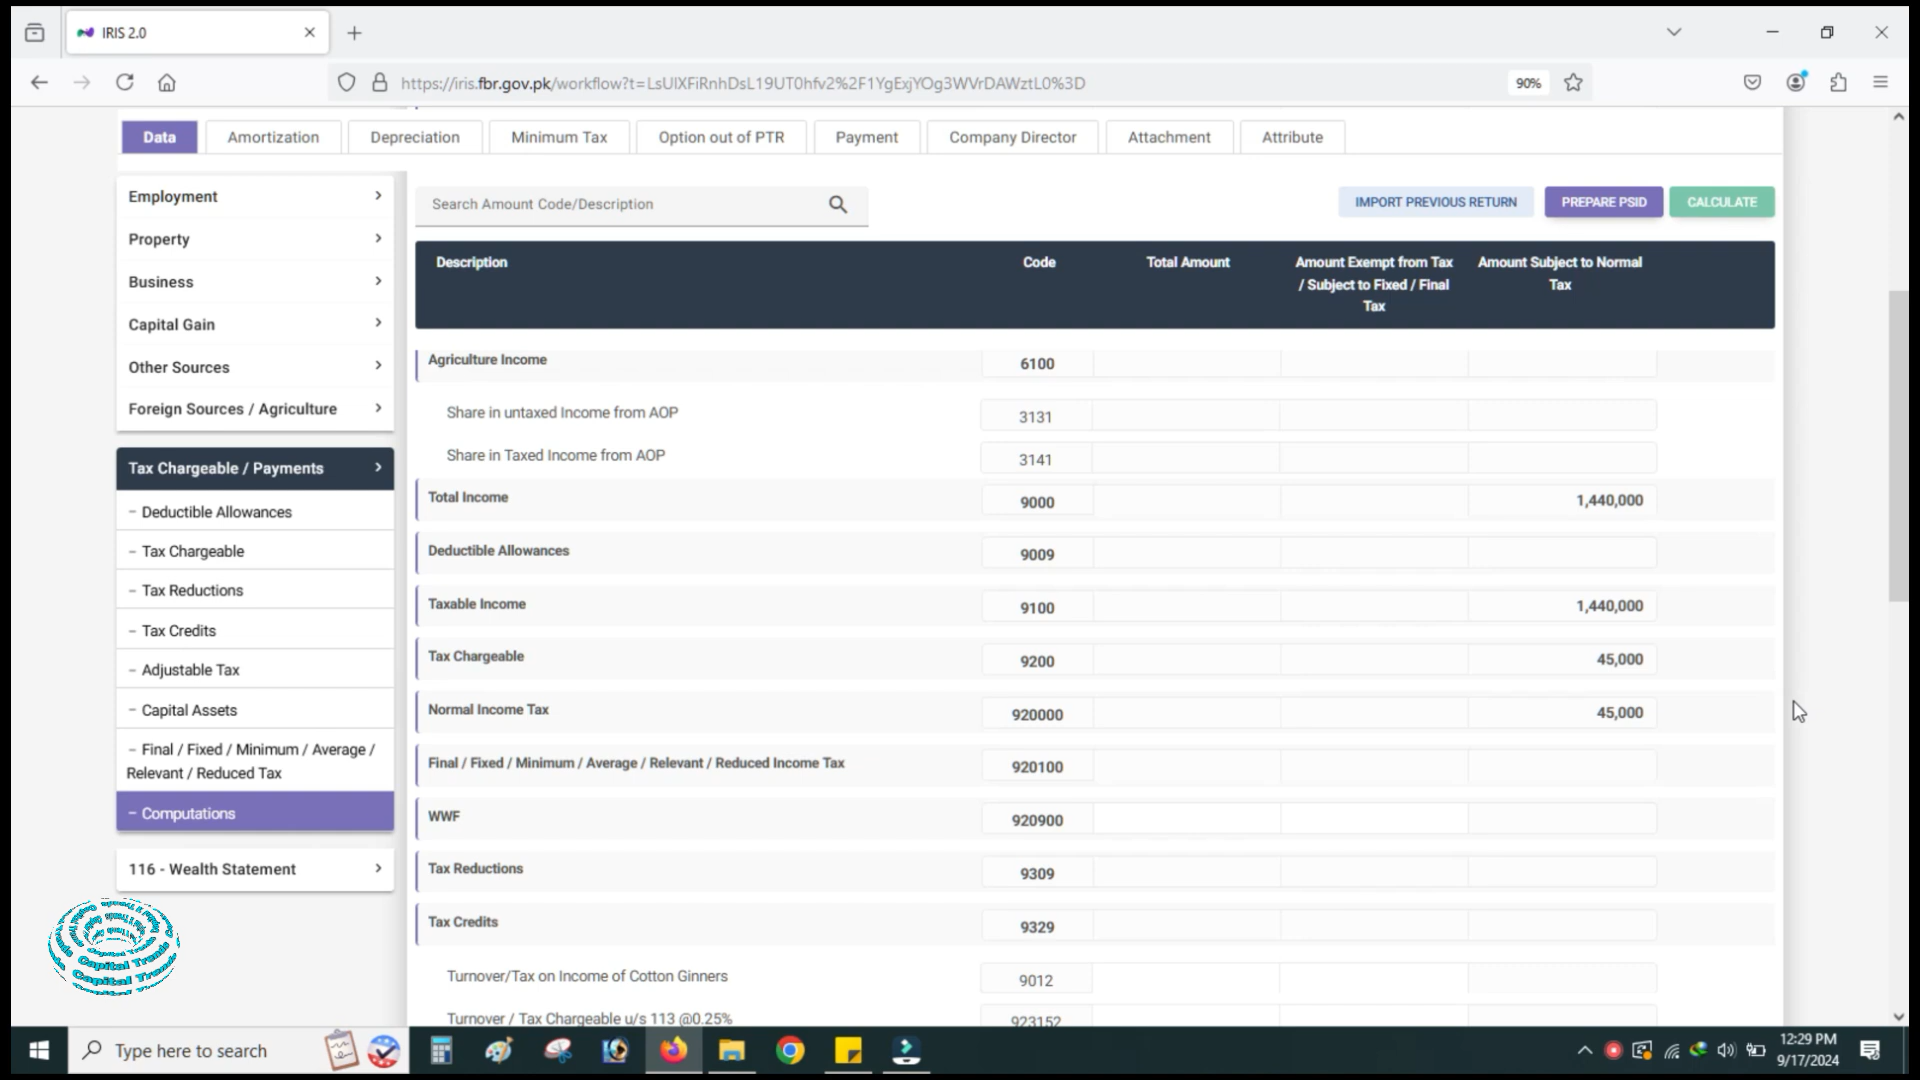 IRIS 2.0
https://iris.fbr.gov.pk/workflow?t=LsUIXFiRnhDsL19UT0hfv2%2F1YgExjYOg3WVrDAWztL0%3D
90%
Data
Amortization
Depreciation
Minimum Tax
Option out of PTR
Payment
Company Director
Attachment
Attribute
Employment
Property
Business
Capital Gain
Other Sources
Foreign Sources / Agriculture
Tax Chargeable / Payments
– Deductible Allowances
– Tax Chargeable
– Tax Reductions
– Tax Credits
– Adjustable Tax
– Capital Assets
– Final / Fixed / Minimum / Average /
Relevant / Reduced Tax
– Computations
116 - Wealth Statement
Search Amount Code/Description
IMPORT PREVIOUS RETURN
PREPARE PSID
CALCULATE
Description
Code
Total Amount
Amount Exempt from Tax
/ Subject to Fixed / Final
Tax
Amount Subject to Normal
Tax
Agriculture Income 6100
Share in untaxed Income from AOP 3131
Share in Taxed Income from AOP 3141
Total Income 9000 1,440,000
Deductible Allowances 9009
Taxable Income 9100 1,440,000
Tax Chargeable 9200 45,000
Normal Income Tax 920000 45,000
Final / Fixed / Minimum / Average / Relevant / Reduced Income Tax 920100
WWF 920900
Tax Reductions 9309
Tax Credits 9329
Turnover/Tax on Income of Cotton Ginners 9012
Turnover / Tax Chargeable u/s 113 @0.25% 923152
Capital Trends
Capital Trends
Type here to search
12:29 PM
9/17/2024